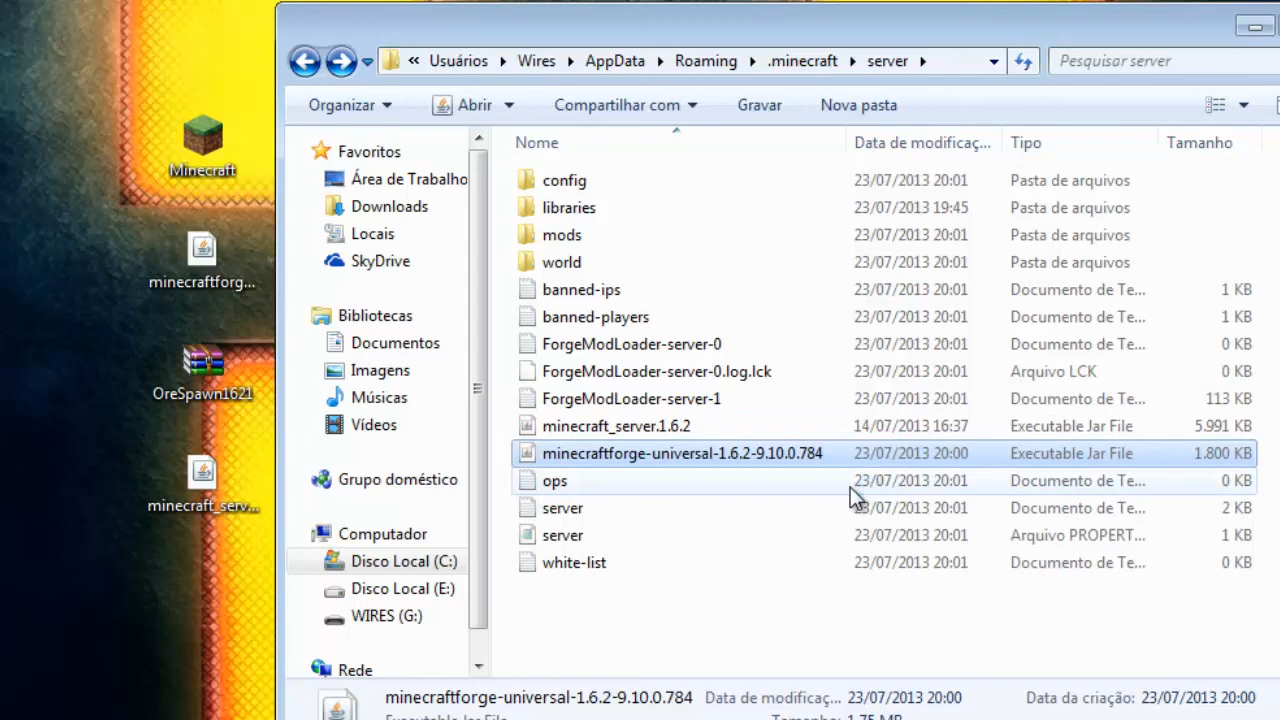 Minecraft
minecraftforg...
OreSpawn1621
minecraft_serv...
« Usuários Wires AppData Roaming .minecraft server
Pesquisar server
Organizar Abrir Compartilhar com Gravar Nova pasta
Favoritos
Área de Trabalho
Downloads
Locais
SkyDrive
Bibliotecas
Documentos
Imagens
Músicas
Vídeos
Grupo doméstico
Computador
Disco Local (C:)
Disco Local (E:)
WIRES (G:)
Rede
Nome Data de modificaç... Tipo Tamanho
config 23/07/2013 20:01 Pasta de arquivos
libraries 23/07/2013 19:45 Pasta de arquivos
mods 23/07/2013 20:01 Pasta de arquivos
world 23/07/2013 20:01 Pasta de arquivos
banned-ips 23/07/2013 20:01 Documento de Te... 1 KB
banned-players 23/07/2013 20:01 Documento de Te... 1 KB
ForgeModLoader-server-0 23/07/2013 20:01 Documento de Te... 0 KB
ForgeModLoader-server-0.log.lck 23/07/2013 20:01 Arquivo LCK 0 KB
ForgeModLoader-server-1 23/07/2013 20:01 Documento de Te... 113 KB
minecraft_server.1.6.2 14/07/2013 16:37 Executable Jar File 5.991 KB
minecraftforge-universal-1.6.2-9.10.0.784 23/07/2013 20:00 Executable Jar File 1.800 KB
ops 23/07/2013 20:01 Documento de Te... 0 KB
server 23/07/2013 20:01 Documento de Te... 2 KB
server 23/07/2013 20:01 Arquivo PROPERT... 1 KB
white-list 23/07/2013 20:01 Documento de Te... 0 KB
minecraftforge-universal-1.6.2-9.10.0.784 Data de modificaç... 23/07/2013 20:00 Data da criação: 23/07/2013 20:00
Executable Jar File Tamanho: 1,75 MB